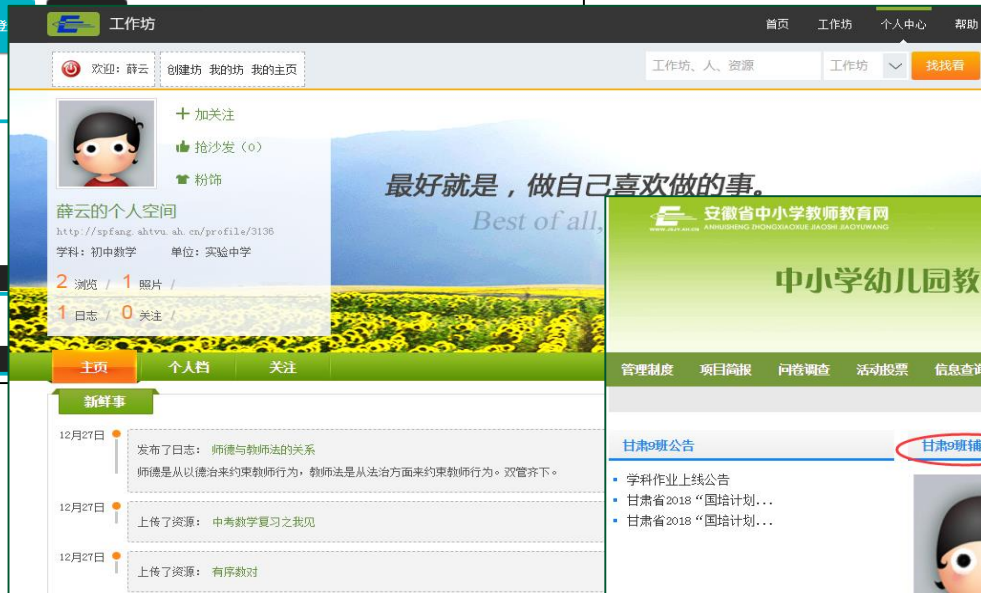 登
工作坊
首页 工作坊 个人中心 帮助
欢迎：薛云 创建坊 我的坊 我的主页
工作坊、人、资源 工作坊 找找看
加关注
抢沙发（0）
粉饰
最好就是，做自己喜欢做的事。
Best of all,
薛云的个人空间
http://spfang.ahtvu.ah.cn/profile/3136
学科：初中数学 单位：实验中学
2 浏览 / 1 照片 /
1 日志 / 0 关注 /
主页 个人档 关注
新鲜事
12月27日
发布了日志： 师德与教师法的关系
师德是从以德治来约束教师行为，教师法是从法治方面来约束教师行为。双管齐下。
12月27日
上传了资源： 中考数学复习之我见
12月27日
上传了资源： 有序数对
安徽省中小学教师教育网
ANHUISHENG ZHONGXIAOXUE JIAOSHI JIAOYUWANG
中小学幼儿园教
管理制度 项目简报 问卷调查 活动投票 信息查询
甘肃9班公告 甘肃9班辅
学科作业上线公告
甘肃省2018“国培计划...
甘肃省2018“国培计划...